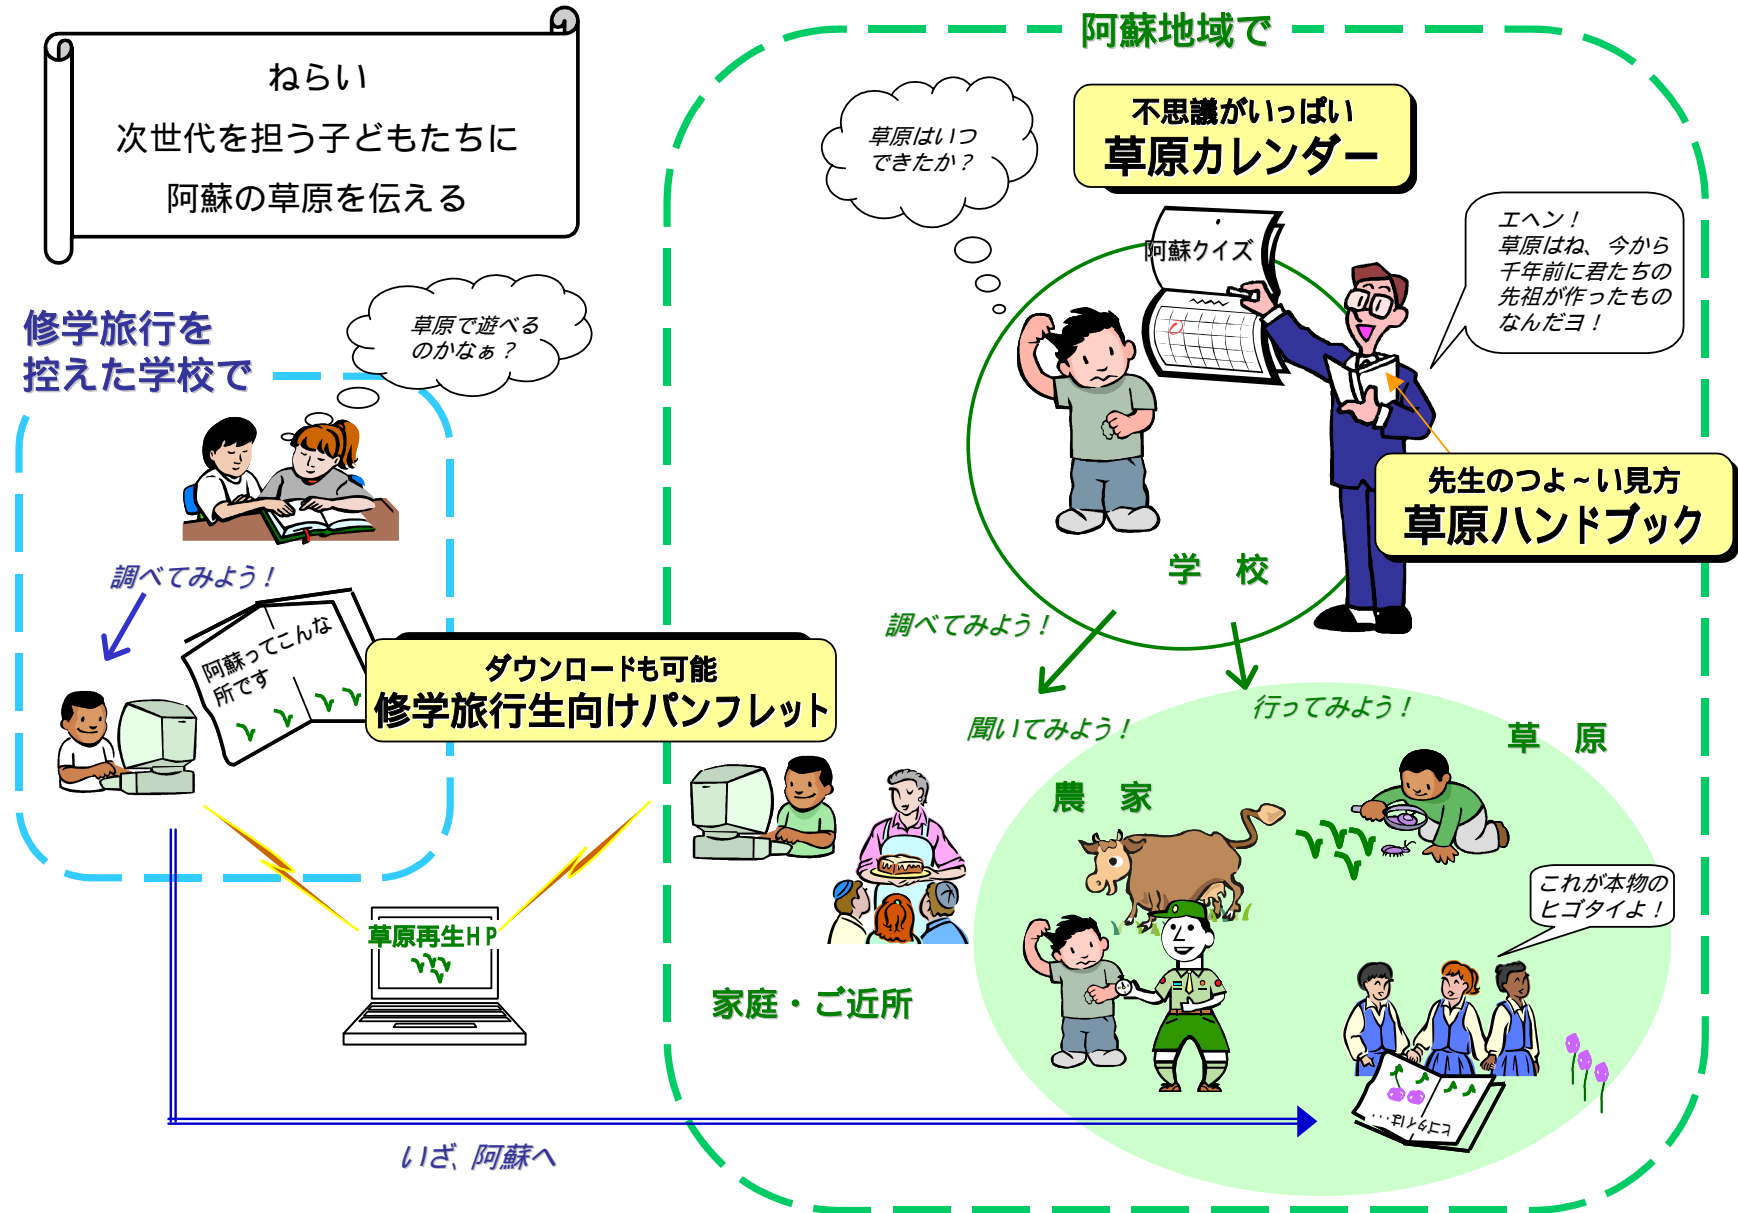 ねらい
次世代を担う子どもたちに
阿蘇の草原を伝える
修学旅行を
控えた学校で
草原で遊べる
のかなぁ？
調べてみよう！
阿蘇ってこんな
所です
ダウンロードも可能
修学旅行生向けパンフレット
草原再生ＨＰ
いざ、阿蘇へ
阿蘇地域で
不思議がいっぱい
草原カレンダー
草原はいつ
できたか？
阿蘇クイズ
エヘン！
草原はね、今から
千年前に君たちの
先祖が作ったもの
なんだヨ！
先生のつよ～い見方
草原ハンドブック
学　校
調べてみよう！
聞いてみよう！
行ってみよう！
草　原
農　家
家庭・ご近所
これが本物の
ヒゴタイよ！
ヒゴタイは...